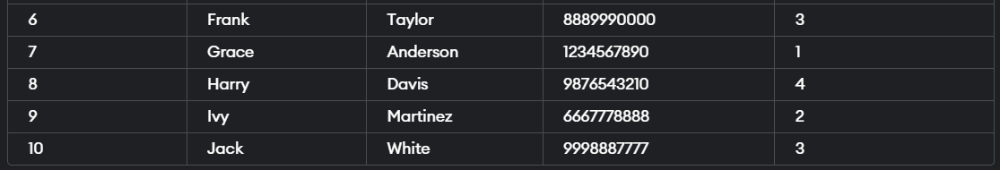 6 Frank Taylor 8889990000 3
7 Grace Anderson 1234567890 1
8 Harry Davis 9876543210 4
9 Ivy Martinez 6667778888 2
10 Jack White 9998887777 3